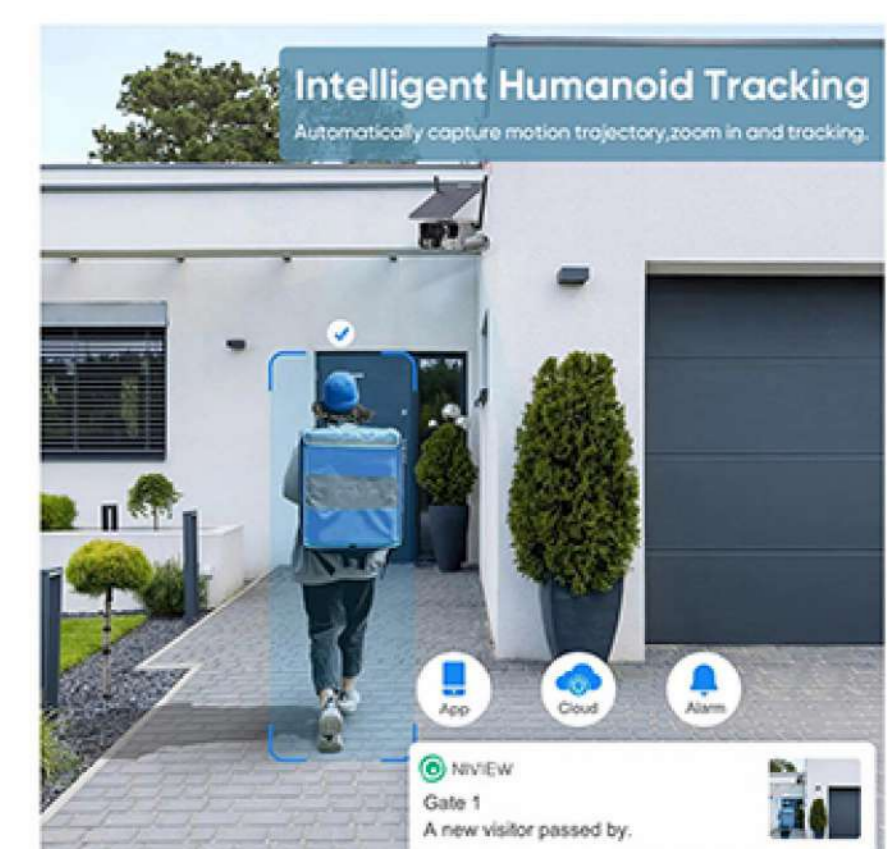 Intelligent Humanoid Tracking
Automatically capture motion trajectory,zoom in and tracking.
App
Cloud
Alarm
NIVIEW
Gate 1
A new visitor passed by.